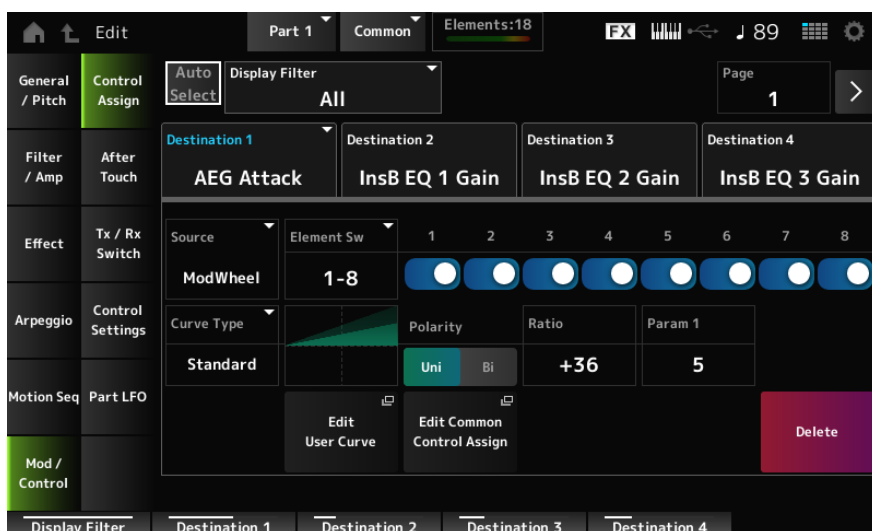 Edit
Part 1
Common
Elements:18
FX
♩ 89
General / Pitch
Control Assign
Auto Select
Display Filter
All
Page
1
Filter / Amp
After Touch
Destination 1
AEG Attack
Destination 2
InsB EQ 1 Gain
Destination 3
InsB EQ 2 Gain
Destination 4
InsB EQ 3 Gain
Effect
Tx / Rx Switch
Source
ModWheel
Element Sw
1-8
1 2 3 4 5 6 7 8
Arpeggio
Control Settings
Curve Type
Standard
Polarity
Uni Bi
Ratio
+36
Param 1
5
Motion Seq
Part LFO
Edit
User Curve
Edit Common
Control Assign
Delete
Mod / Control
Display Filter
Destination 1
Destination 2
Destination 3
Destination 4